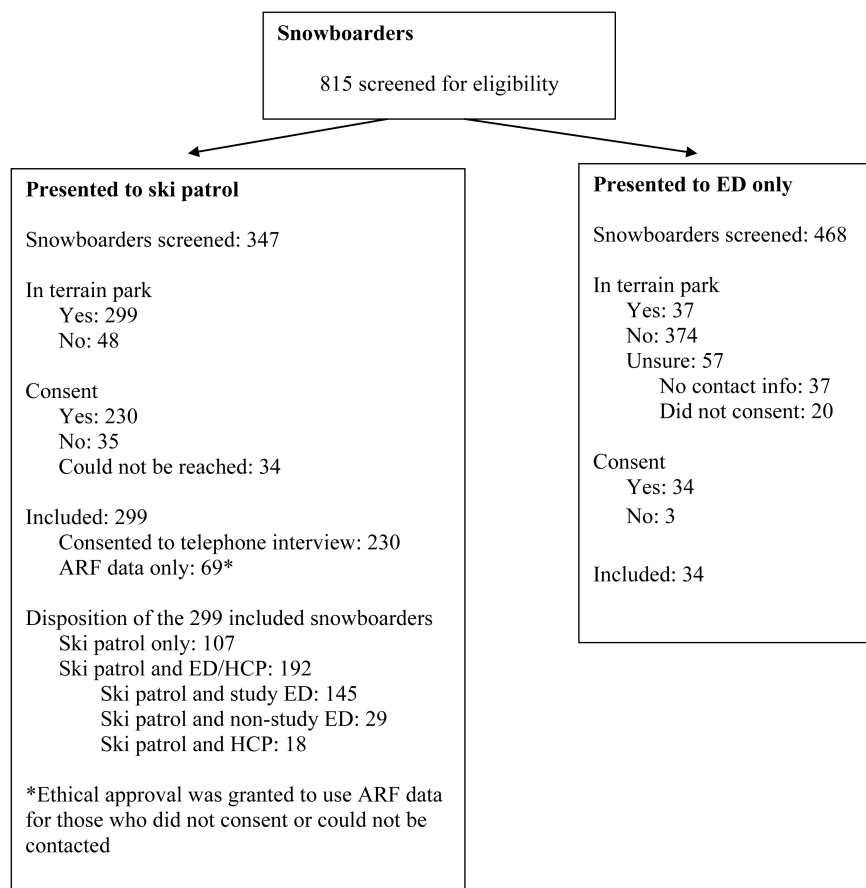 Snowboarders
815 screened for eligibility
Presented to ski patrol
Snowboarders screened: 347
In terrain park
Yes: 299
No: 48
Consent
Yes: 230
No: 35
Could not be reached: 34
Included: 299
Consented to telephone interview: 230
ARF data only: 69*
Disposition of the 299 included snowboarders
Ski patrol only: 107
Ski patrol and ED/HCP: 192
Ski patrol and study ED: 145
Ski patrol and non-study ED: 29
Ski patrol and HCP: 18
*Ethical approval was granted to use ARF data
for those who did not consent or could not be
contacted
Presented to ED only
Snowboarders screened: 468
In terrain park
Yes: 37
No: 374
Unsure: 57
No contact info: 37
Did not consent: 20
Consent
Yes: 34
No: 3
Included: 34